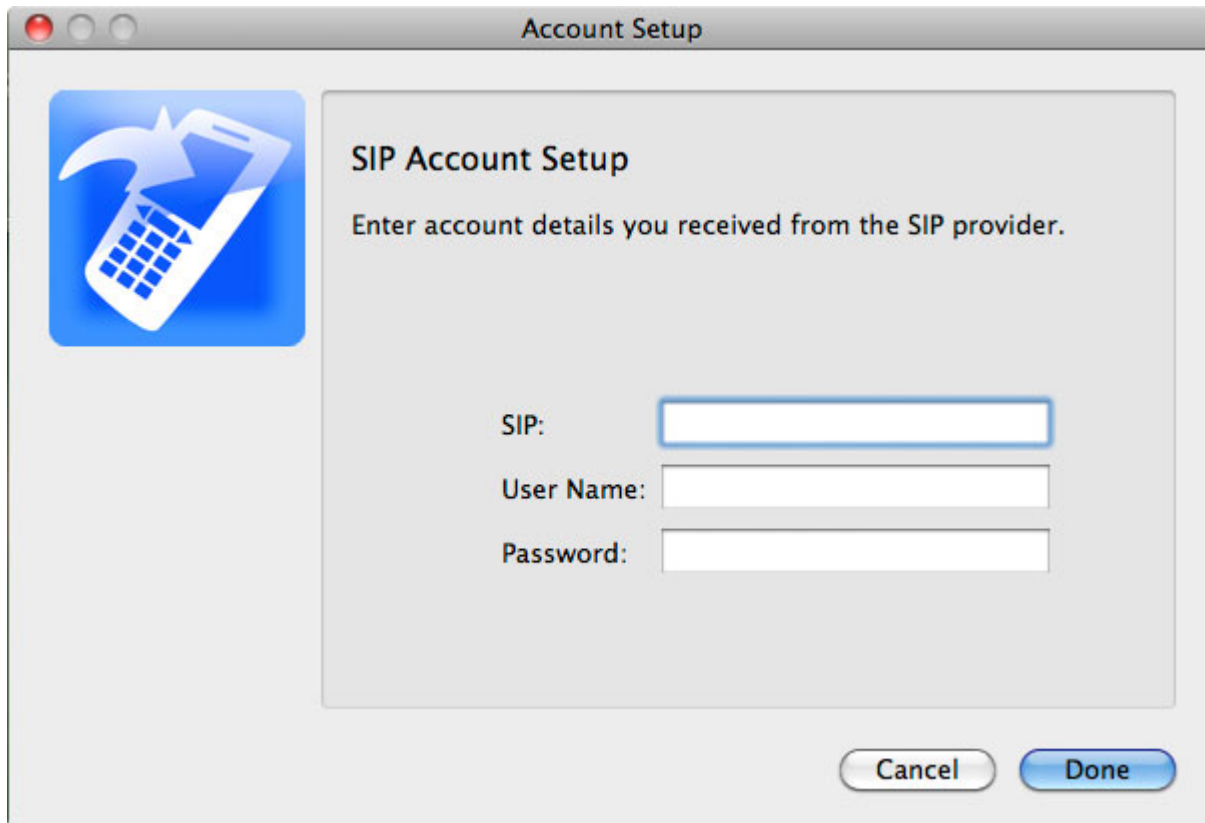 Account Setup
SIP Account Setup
Enter account details you received from the SIP provider.
SIP:
User Name:
Password:
Cancel
Done